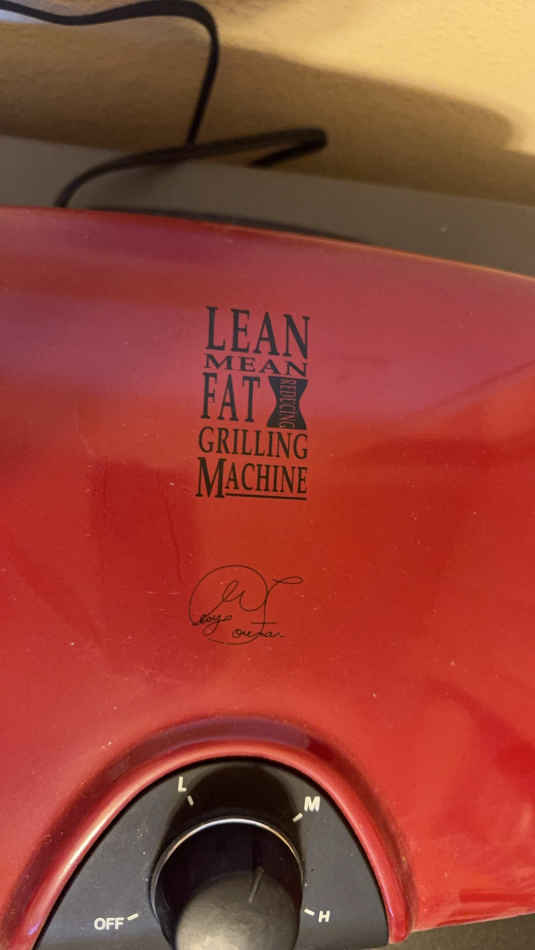 LEAN
MEAN
FAT REDUCING
GRILLING
MACHINE
L
M
OFF
H